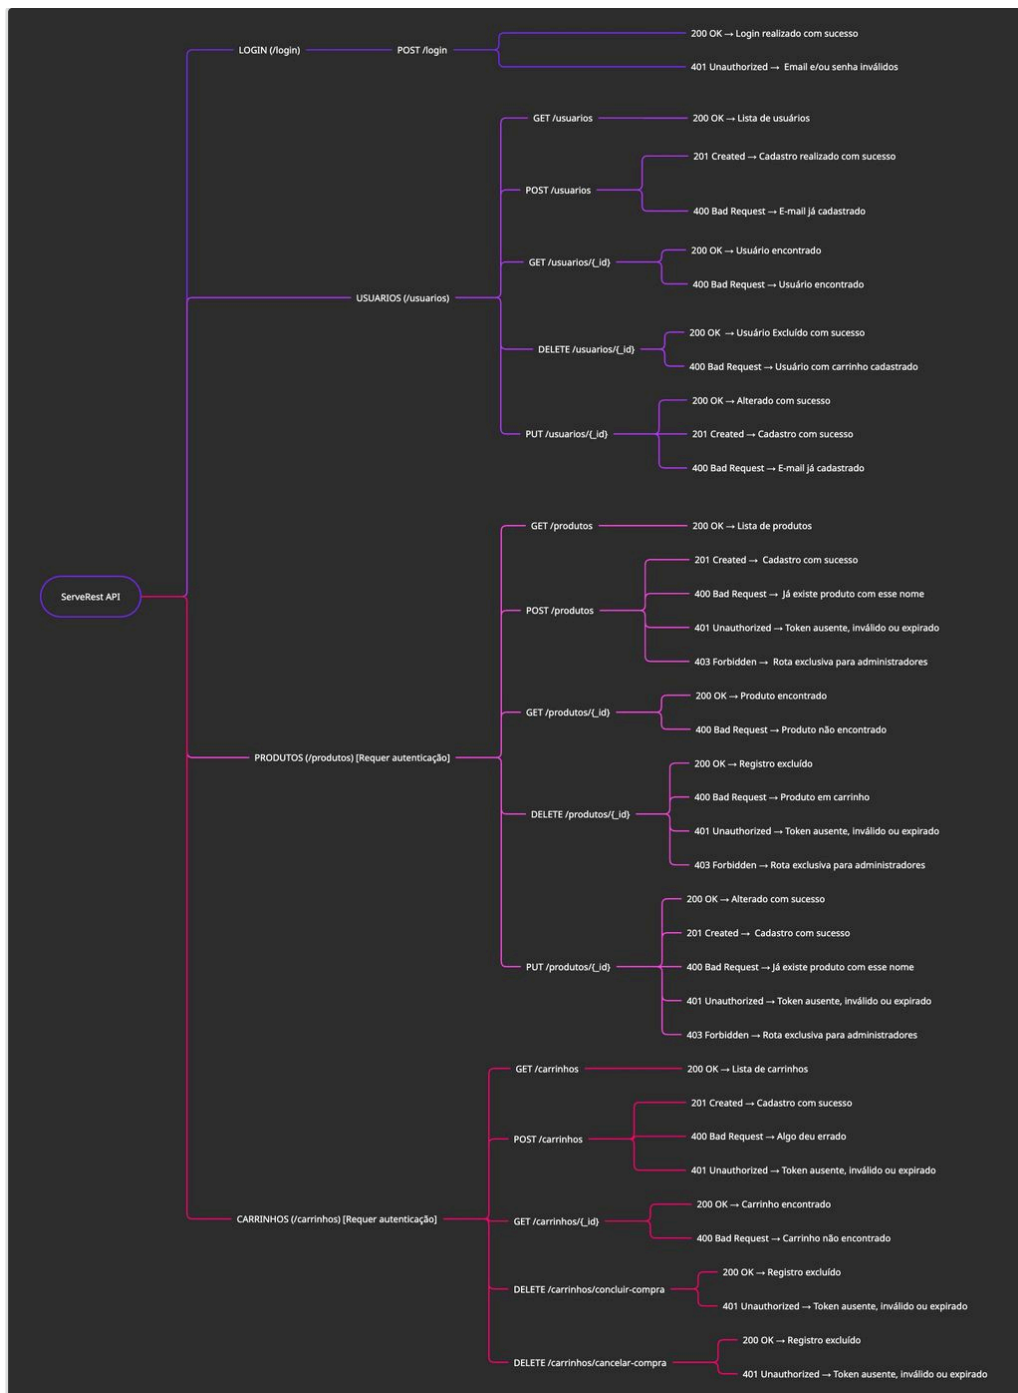 ServeRest API
LOGIN (/login)
POST /login
200 OK → Login realizado com sucesso
401 Unauthorized → Email e/ou senha inválidos
USUARIOS (/usuarios)
GET /usuarios
200 OK → Lista de usuários
POST /usuarios
201 Created → Cadastro realizado com sucesso
400 Bad Request → E-mail já cadastrado
GET /usuarios/{_id}
200 OK → Usuário encontrado
400 Bad Request → Usuário encontrado
DELETE /usuarios/{_id}
200 OK → Usuário Excluído com sucesso
400 Bad Request → Usuário com carrinho cadastrado
PUT /usuarios/{_id}
200 OK → Alterado com sucesso
201 Created → Cadastro com sucesso
400 Bad Request → E-mail já cadastrado
PRODUTOS (/produtos) [Requer autenticação]
GET /produtos
200 OK → Lista de produtos
POST /produtos
201 Created → Cadastro com sucesso
400 Bad Request → Já existe produto com esse nome
401 Unauthorized → Token ausente, inválido ou expirado
403 Forbidden → Rota exclusiva para administradores
GET /produtos/{_id}
200 OK → Produto encontrado
400 Bad Request → Produto não encontrado
DELETE /produtos/{_id}
200 OK → Registro excluído
400 Bad Request → Produto em carrinho
401 Unauthorized → Token ausente, inválido ou expirado
403 Forbidden → Rota exclusiva para administradores
PUT /produtos/{_id}
200 OK → Alterado com sucesso
201 Created → Cadastro com sucesso
400 Bad Request → Já existe produto com esse nome
401 Unauthorized → Token ausente, inválido ou expirado
403 Forbidden → Rota exclusiva para administradores
CARRINHOS (/carrinhos) [Requer autenticação]
GET /carrinhos
200 OK → Lista de carrinhos
POST /carrinhos
201 Created → Cadastro com sucesso
400 Bad Request → Algo deu errado
401 Unauthorized → Token ausente, inválido ou expirado
GET /carrinhos/{_id}
200 OK → Carrinho encontrado
400 Bad Request → Carrinho não encontrado
DELETE /carrinhos/concluir-compra
200 OK → Registro excluído
401 Unauthorized → Token ausente, inválido ou expirado
DELETE /carrinhos/cancelar-compra
200 OK → Registro excluído
401 Unauthorized → Token ausente, inválido ou expirado